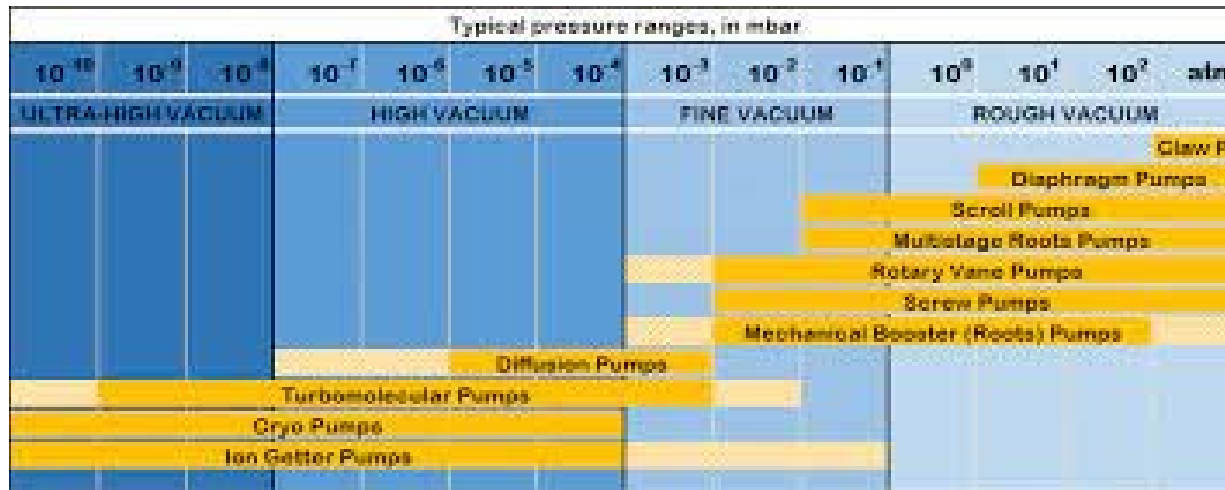 Typical pressure ranges, in mbar
10⁻¹⁰ 10⁻⁹ 10⁻⁸ 10⁻⁷ 10⁻⁶ 10⁻⁵ 10⁻⁴ 10⁻³ 10⁻² 10⁻¹ 10⁰ 10¹ 10² atm
ULTRA-HIGH VACUUM HIGH VACUUM FINE VACUUM ROUGH VACUUM
Claw P
Diaphragm Pumps
Scroll Pumps
Multistage Roots Pumps
Rotary Vane Pumps
Screw Pumps
Mechanical Booster (Roots) Pumps
Diffusion Pumps
Turbomolecular Pumps
Cryo Pumps
Ion Getter Pumps